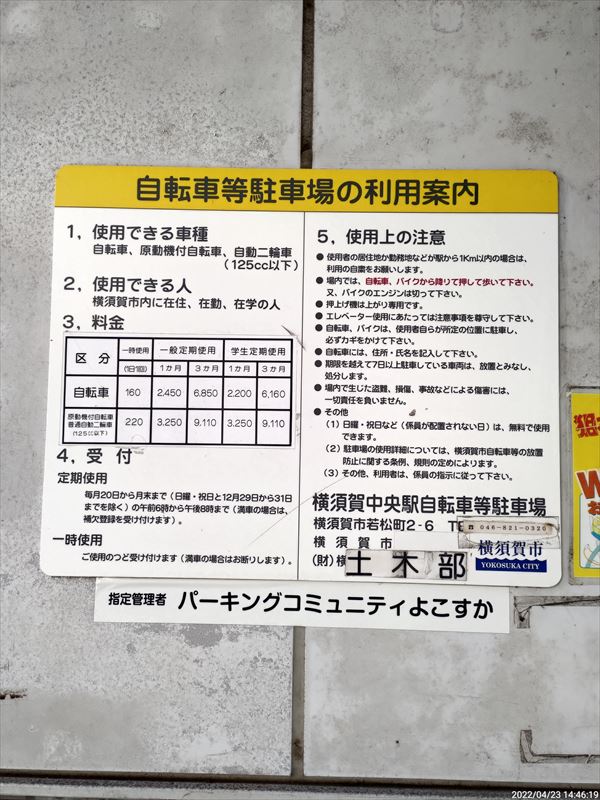 自転車等駐車場の利用案内
1，使用できる車種
自転車、原動機付自転車、自動二輪車
（125cc以下）
2，使用できる人
横須賀市内に在住、在勤、在学の人
3，料金
区分 一時使用 一般定期使用 学生定期使用
(1日1回) 1か月 3か月 1か月 3か月
自転車 160 2,450 6,850 2,200 6,160
原動機付自転車
普通自動二輪車
(125cc以下) 220 3,250 9,110 3,250 9,110
4，受付
定期使用
毎月20日から月末まで（日曜・祝日と12月29日から31日
までを除く）の午前6時から午後8時まで（満車の場合は、
補欠登録を受け付けます）。
一時使用
ご使用のつど受け付けます（満車の場合はお断りします）。
5，使用上の注意
●使用者の居住地か勤務地などが駅から1Km以内の場合は、
利用の自粛をお願いします。
●場内では、自転車、バイクから降りて押して歩いて下さい。
又、バイクのエンジンは切って下さい。
●押上げ機は上がり専用です。
●エレベーター使用にあたっては注意事項を尊守して下さい。
●自転車、バイクは、使用者自らが所定の位置に駐車し、
必ずカギをかけて下さい。
●自転車には、住所・氏名を記入して下さい。
●期限を越えて7日以上駐車している車両は、放置とみなし、
処分します。
●場内で生じた盗難、損傷、事故などによる傷害には、
一切責任を負いません。
●その他
（1）日曜・祝日など（係員が配置されない日）は、無料で使用
できます。
（2）駐車場の使用詳細については、横須賀市自転車等の放置
防止に関する条例、規則の定めによります。
（3）その他、利用者は、係員の指示に従って下さい。
横須賀中央駅自転車等駐車場
横須賀市若松町2-6 TE ☎ 046-821-0320
横須賀市
(財)横 土木部
横須賀市
YOKOSUKA CITY
指定管理者 パーキングコミュニティよこすか
2022/04/23 14:46:19